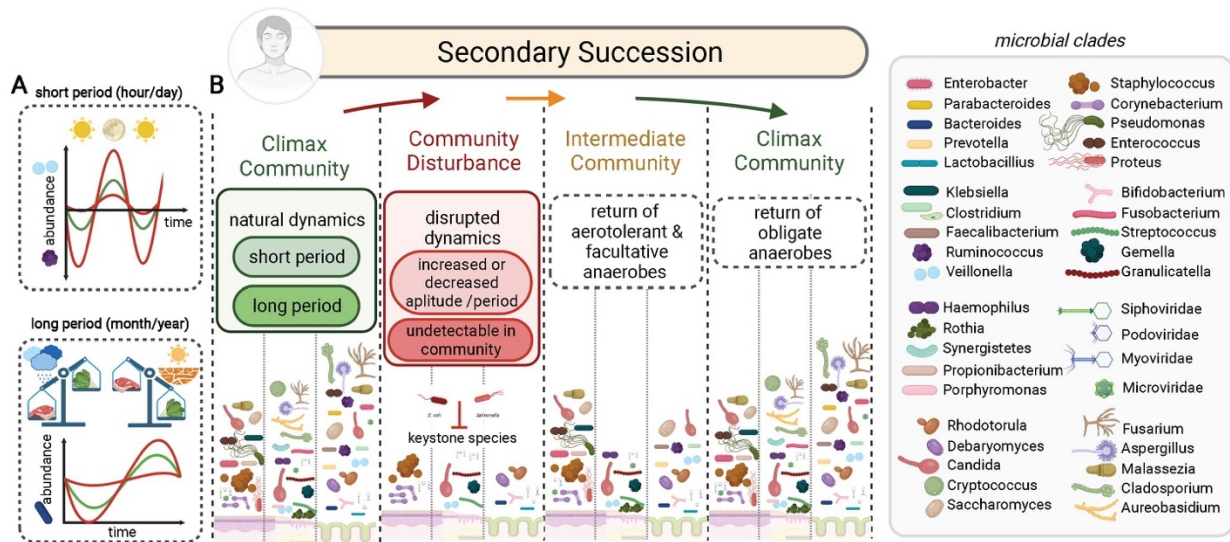 Secondary Succession
A
short period (hour/day)
abundance
time
long period (month/year)
abundance
time
B
Climax
Community
natural dynamics
short period
long period
Community
Disturbance
disrupted
dynamics
increased or
decreased
aplitude /period
undetectable in
community
E. coli
Salmonella
keystone species
Intermediate
Community
return of
aerotolerant &
facultative
anaerobes
Climax
Community
return of
obligate
anaerobes
microbial clades
Enterobacter
Parabacteroides
Bacteroides
Prevotella
Lactobacillius
Staphylococcus
Corynebacterium
Pseudomonas
Enterococcus
Proteus
Klebsiella
Clostridium
Faecalibacterium
Ruminococcus
Veillonella
Bifidobacterium
Fusobacterium
Streptococcus
Gemella
Granulicatella
Haemophilus
Rothia
Synergistetes
Propionibacterium
Porphyromonas
Siphoviridae
Podoviridae
Myoviridae
Microviridae
Rhodotorula
Debaryomyces
Candida
Cryptococcus
Saccharomyces
Fusarium
Aspergillus
Malassezia
Cladosporium
Aureobasidium